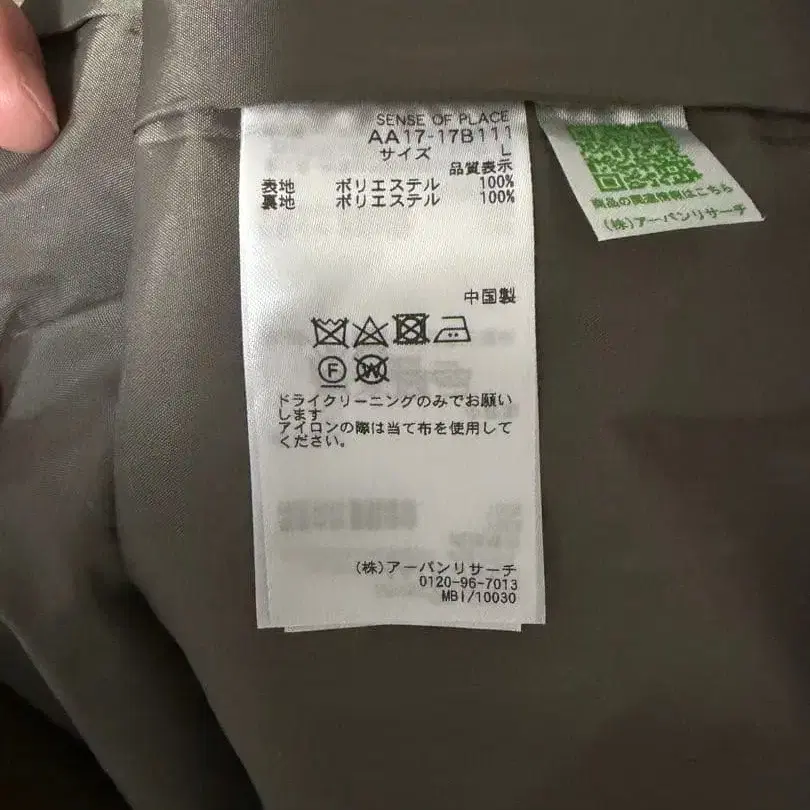 SENSE OF PLACE
AA17-17B111
サイズ L
品質表示
表地 ポリエステル 100%
裏地 ポリエステル 100%
中国製
F
W
ドライクリーニングのみでお願い
します
アイロンの際は当て布を使用して
ください。
(株)アーバンリサーチ
0120-96-7013
MBI/10030
商品の関連情報はこちら
(株)アーバンリサーチ